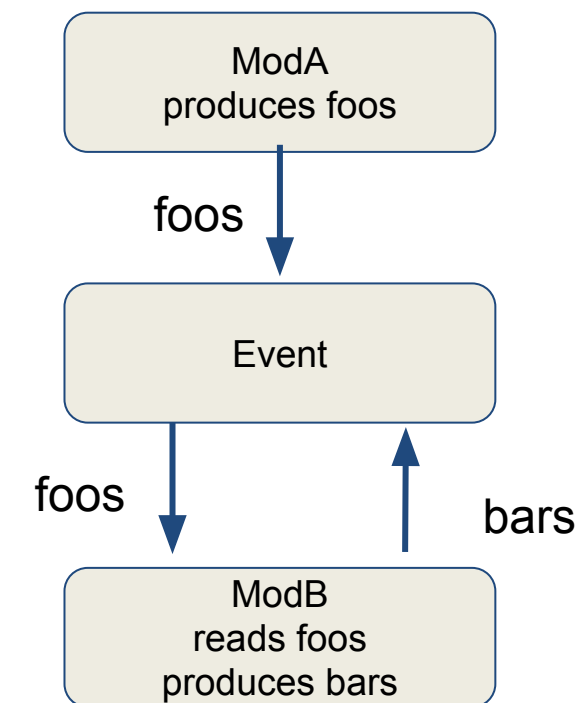 ModA
produces foos
foos
Event
foos
bars
ModB
reads foos
produces bars